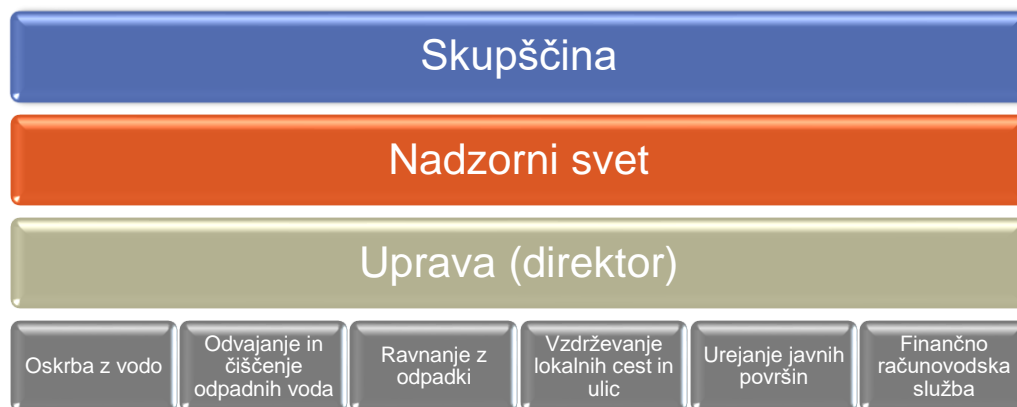 Skupščina
Nadzorni svet
Uprava (direktor)
Oskrba z vodo
Odvajanje in
čiščenje
odpadnih voda
Ravnanje z
odpadki
Vzdrževanje
lokalnih cest in
ulic
Urejanje javnih
površin
Finančno
računovodska
služba